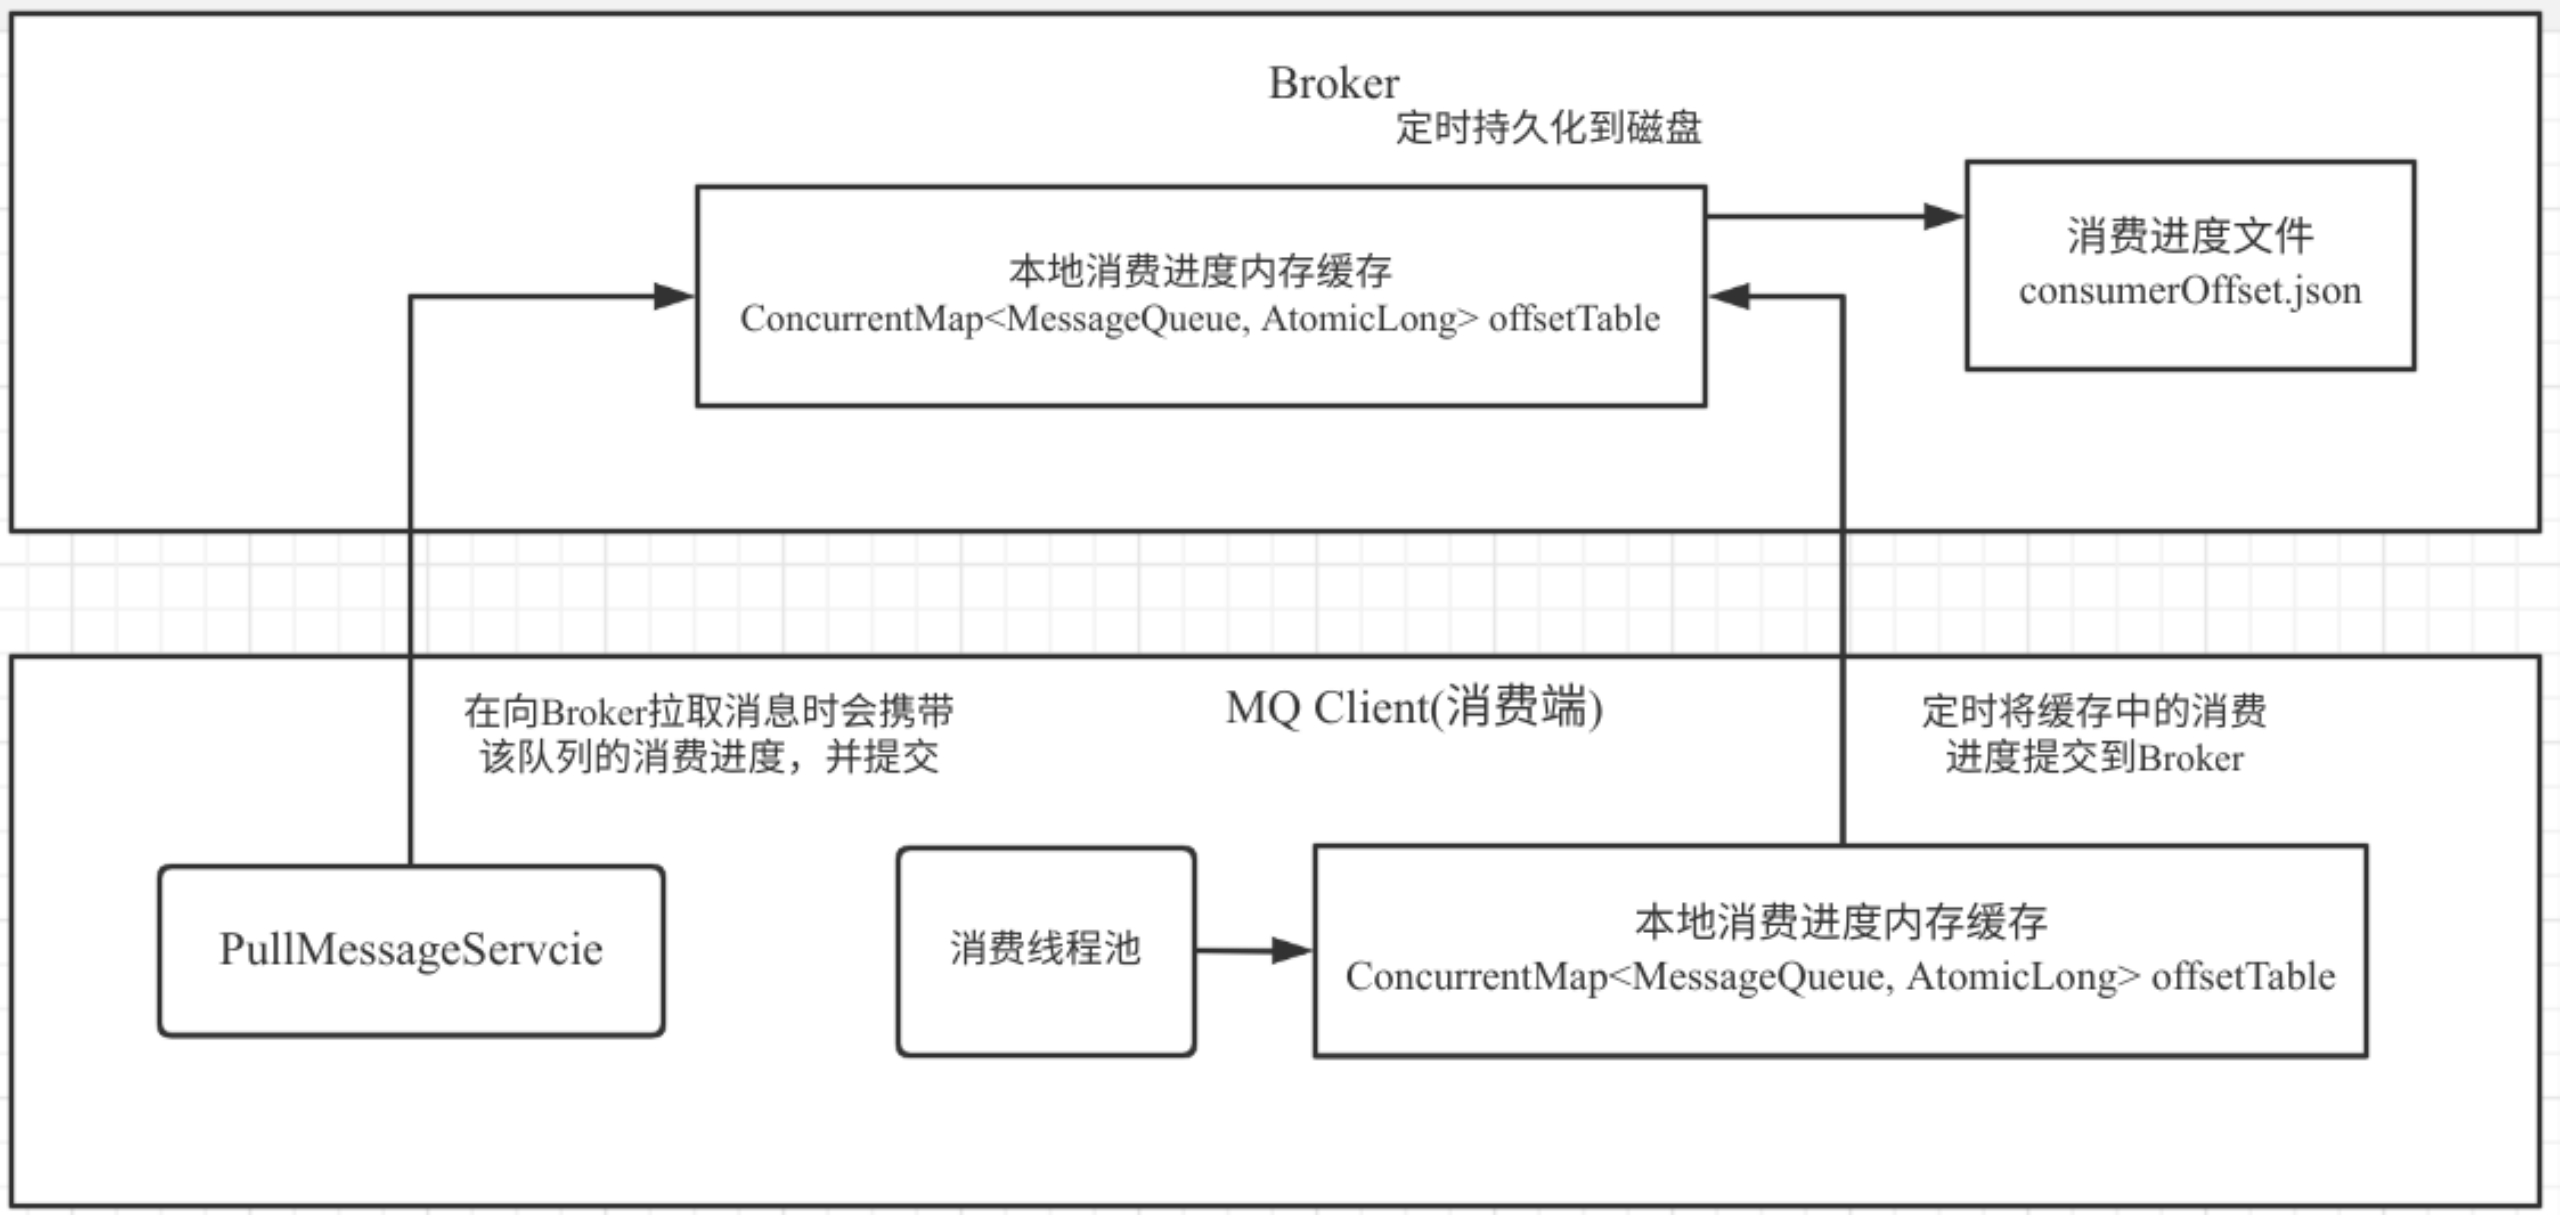 Broker
定时持久化到磁盘
本地消费进度内存缓存
ConcurrentMap<MessageQueue, AtomicLong> offsetTable
消费进度文件
consumerOffset.json
在向Broker拉取消息时会携带
该队列的消费进度，并提交
MQ Client(消费端)
定时将缓存中的消费
进度提交到Broker
PullMessageServcie
消费线程池
本地消费进度内存缓存
ConcurrentMap<MessageQueue, AtomicLong> offsetTable